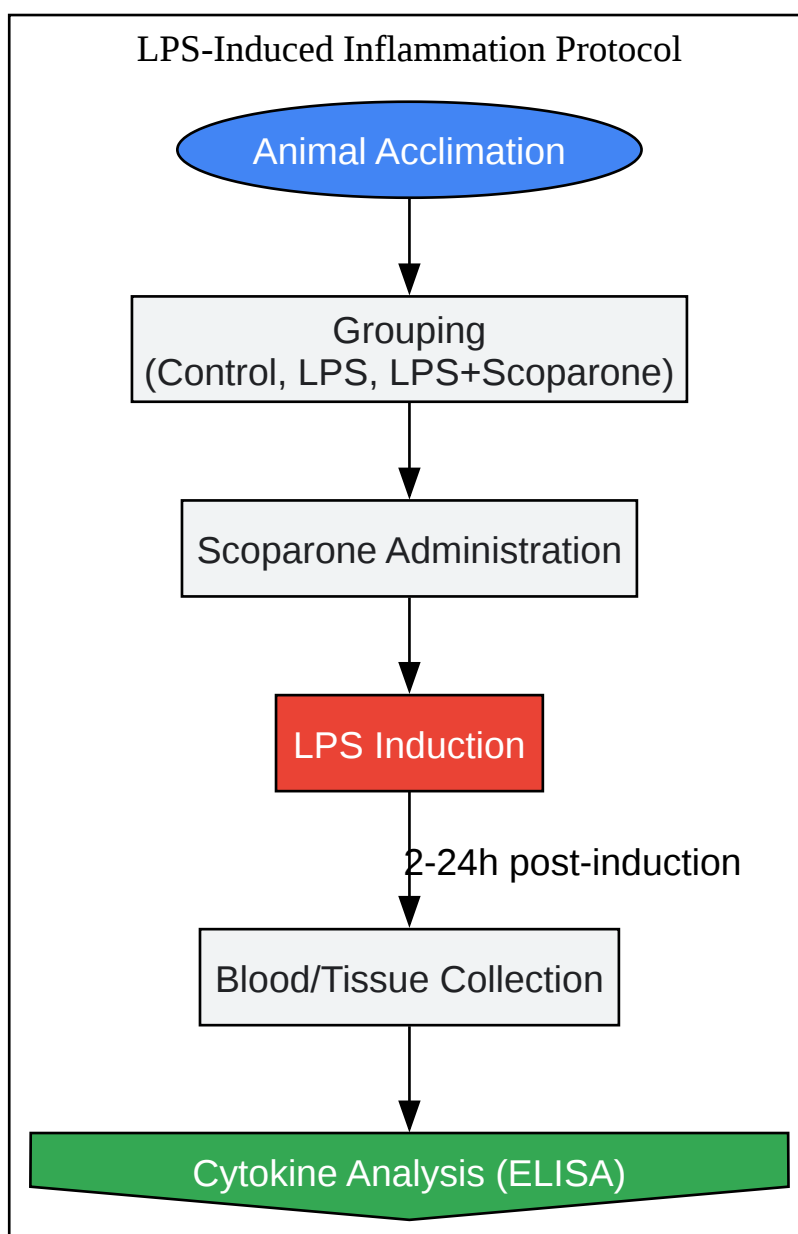 LPS-Induced Inflammation Protocol
Animal Acclimation
Grouping
(Control, LPS, LPS+Scoparone)
Scoparone Administration
LPS Induction
2-24h post-induction
Blood/Tissue Collection
Cytokine Analysis (ELISA)